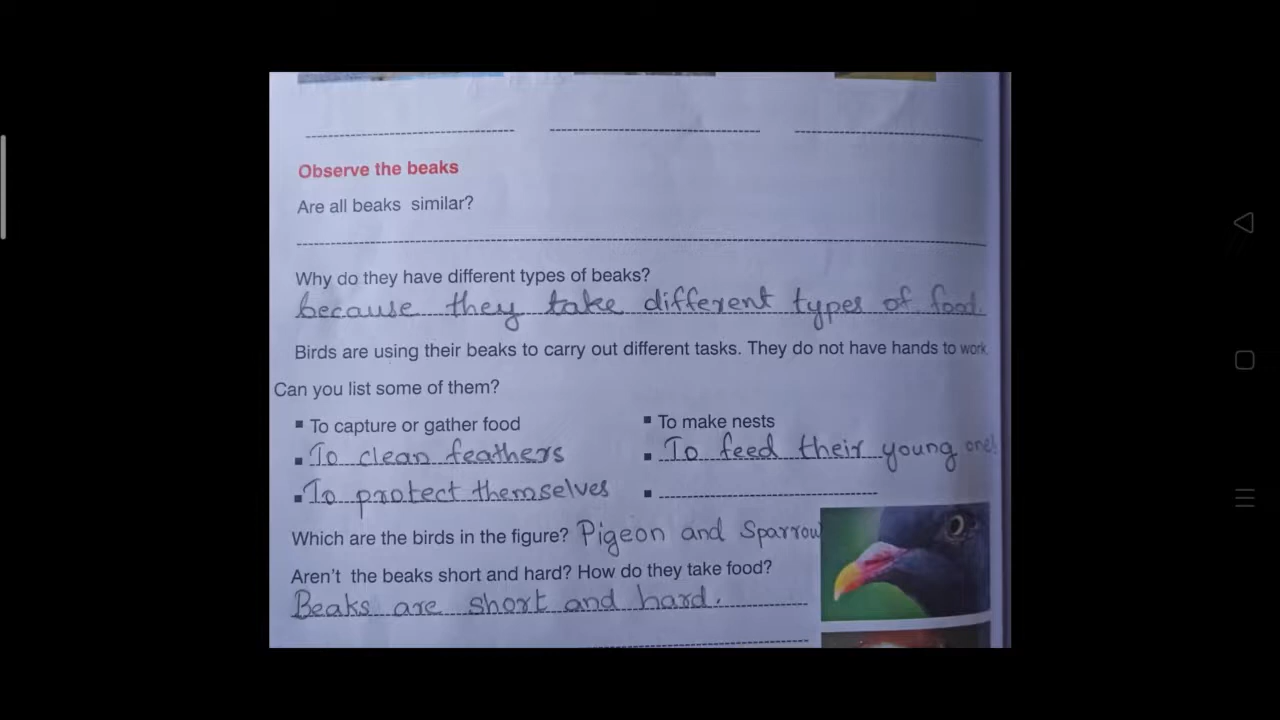 Observe the beaks
Are all beaks similar?
Why do they have different types of beaks?
because they take different types of food.
Birds are using their beaks to carry out different tasks. They do not have hands to work.
Can you list some of them?
▪ To capture or gather food ▪ To make nests
▪ To clean feathers ▪ To feed their young ones
▪ To protect themselves ▪
Which are the birds in the figure? Pigeon and Sparrow
Aren't the beaks short and hard? How do they take food?
Beaks are short and hard.